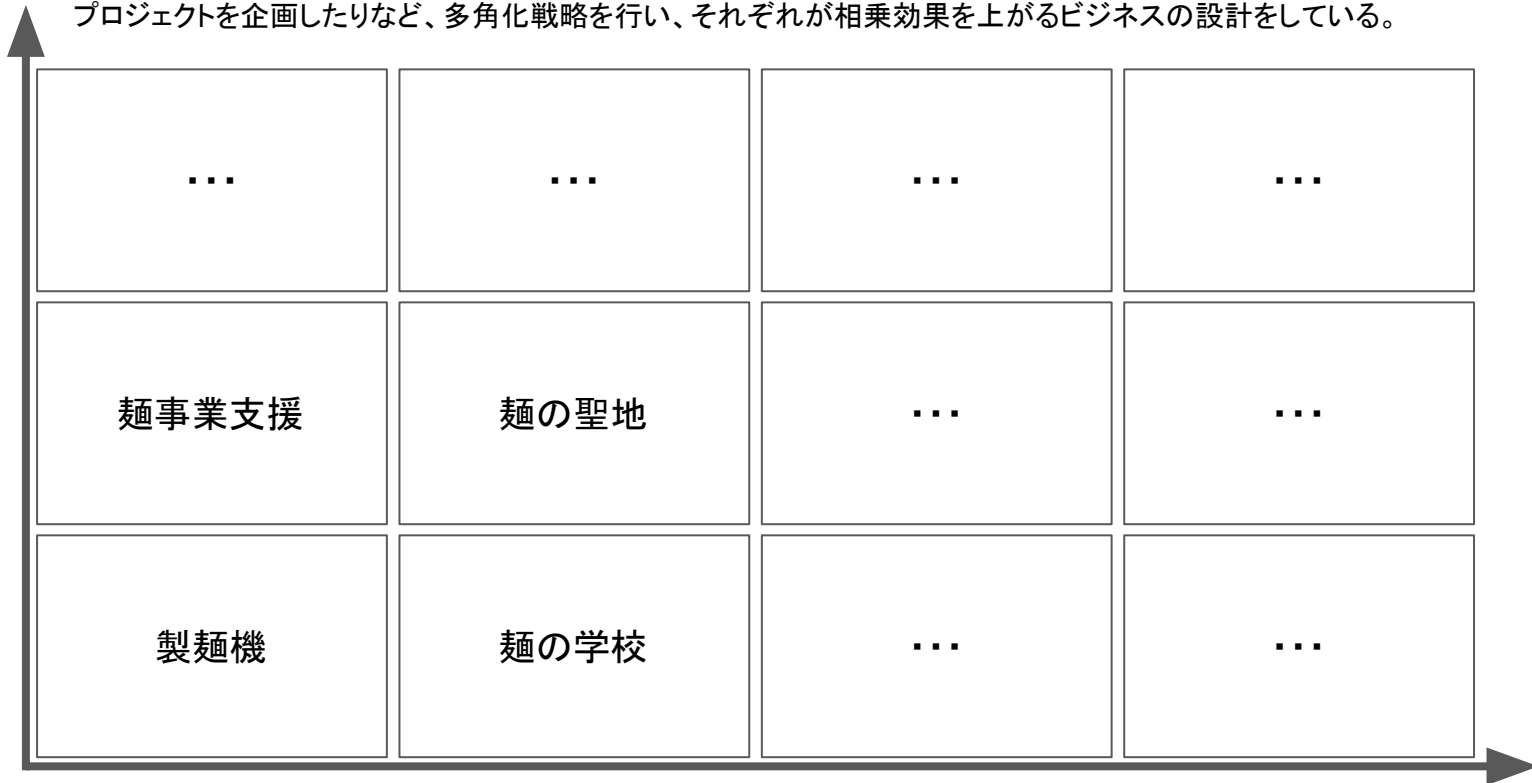 プロジェクトを企画したりなど、多角化戦略を行い、それぞれが相乗効果を上がるビジネスの設計をしている。
... ... ... ...
麺事業支援 麺の聖地 ... ...
製麺機 麺の学校 ... ...